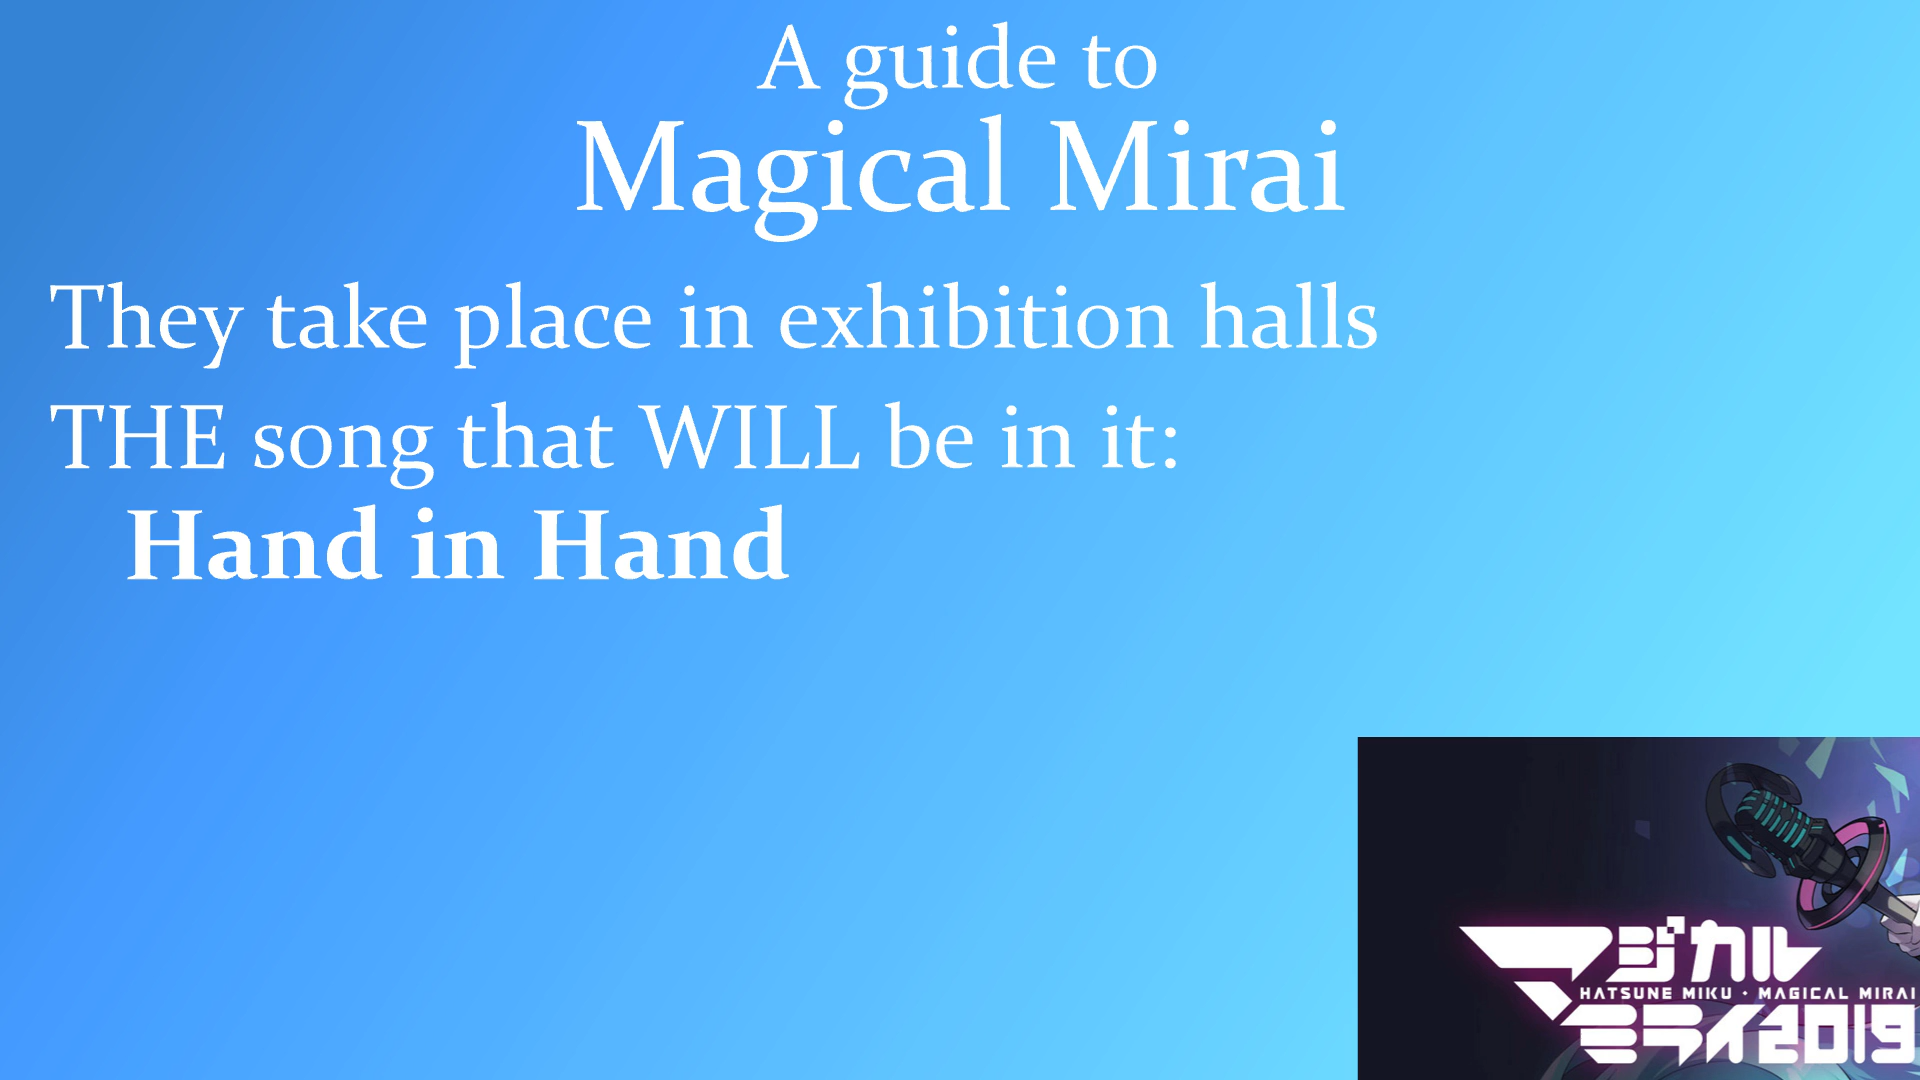 A guide to
Magical Mirai
They take place in exhibition halls
THE song that WILL be in it:
Hand in Hand
マジカル
HATSUNE MIKU・MAGICAL MIRAI
ミライ2019